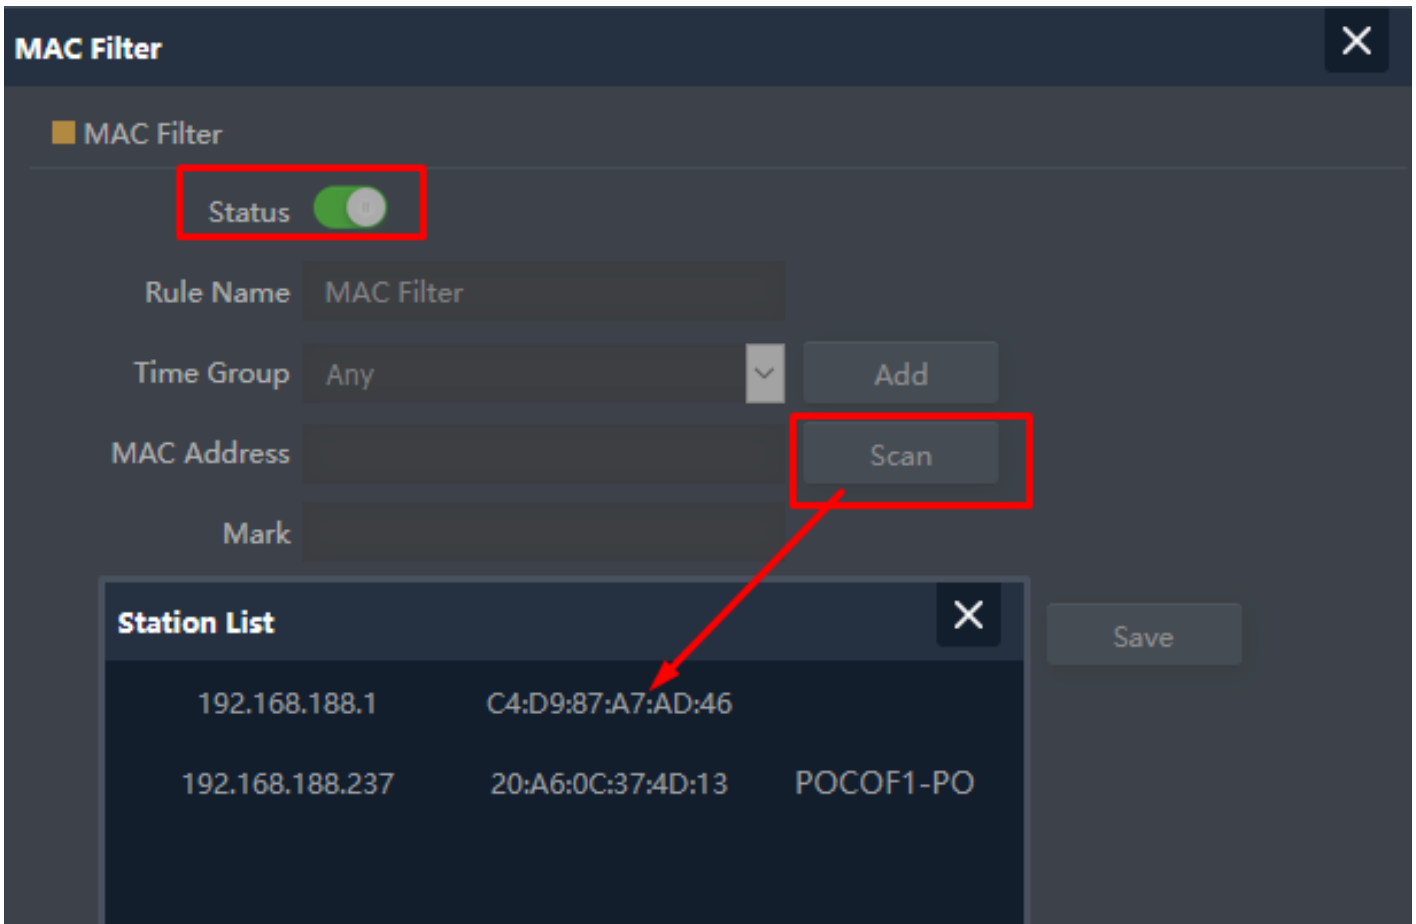 MAC Filter
MAC Filter
Status
Rule Name MAC Filter
Time Group Any Add
MAC Address Scan
Mark
Station List
Save
192.168.188.1 C4:D9:87:A7:AD:46
192.168.188.237 20:A6:0C:37:4D:13 POCOF1-PO